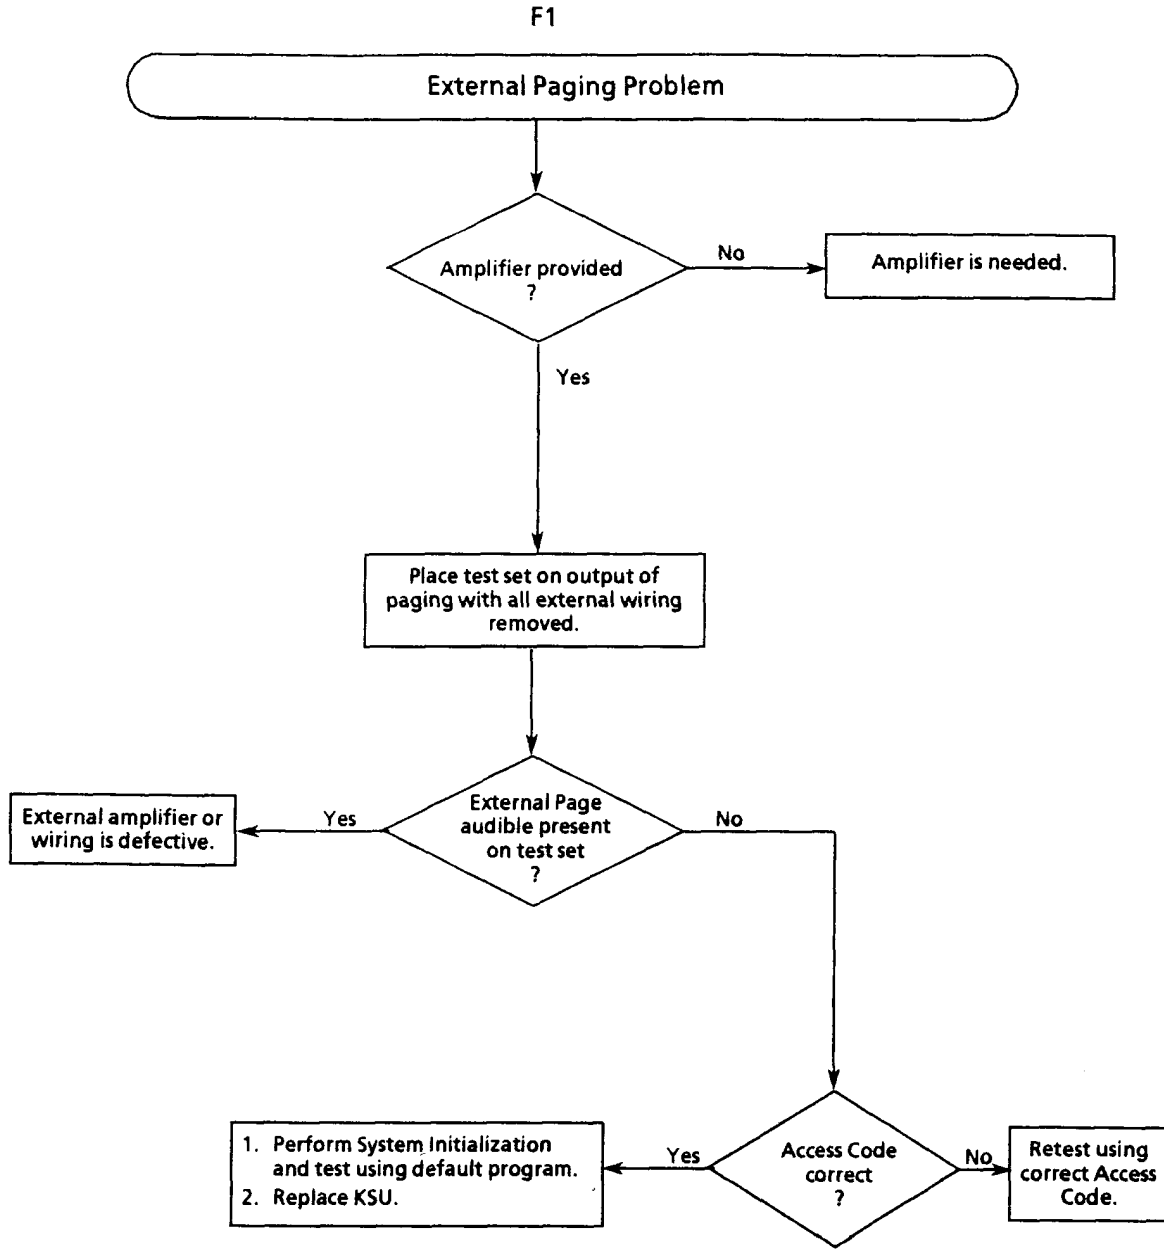 F1
External Paging Problem
Amplifier provided
?
No
Amplifier is needed.
Yes
Place test set on output of
paging with all external wiring
removed.
External amplifier or
wiring is defective.
Yes
External Page
audible present
on test set
?
No
1. Perform System Initialization
and test using default program.
2. Replace KSU.
Yes
Access Code
correct
?
No
Retest using
correct Access
Code.